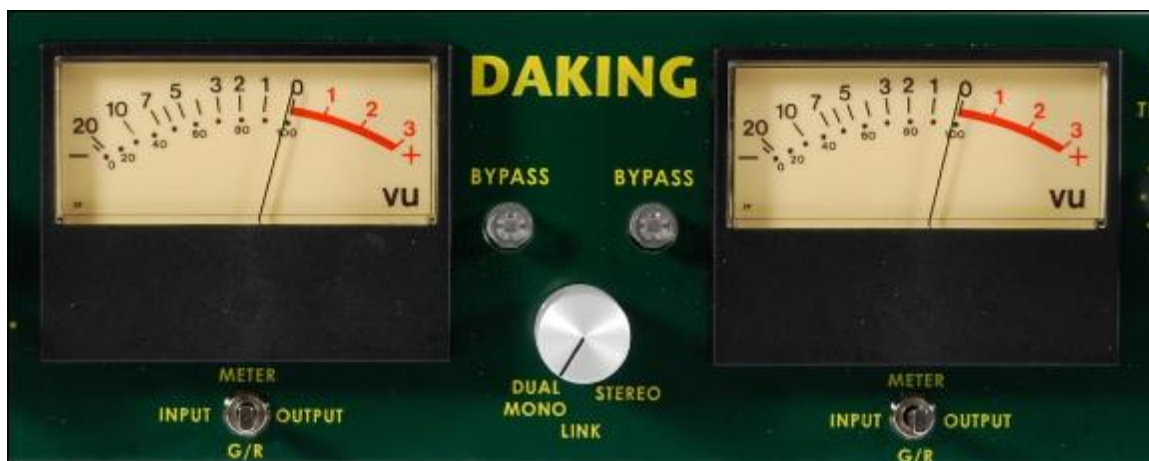 DAKING
20 10 7 5 3 2 1 0 1 2 3
0 20 40 60 80 100
− +
vu
20 10 7 5 3 2 1 0 1 2 3
0 20 40 60 80 100
− +
vu
BYPASS BYPASS
DUAL MONO
STEREO
LINK
METER
INPUT OUTPUT
G/R
METER
INPUT OUTPUT
G/R